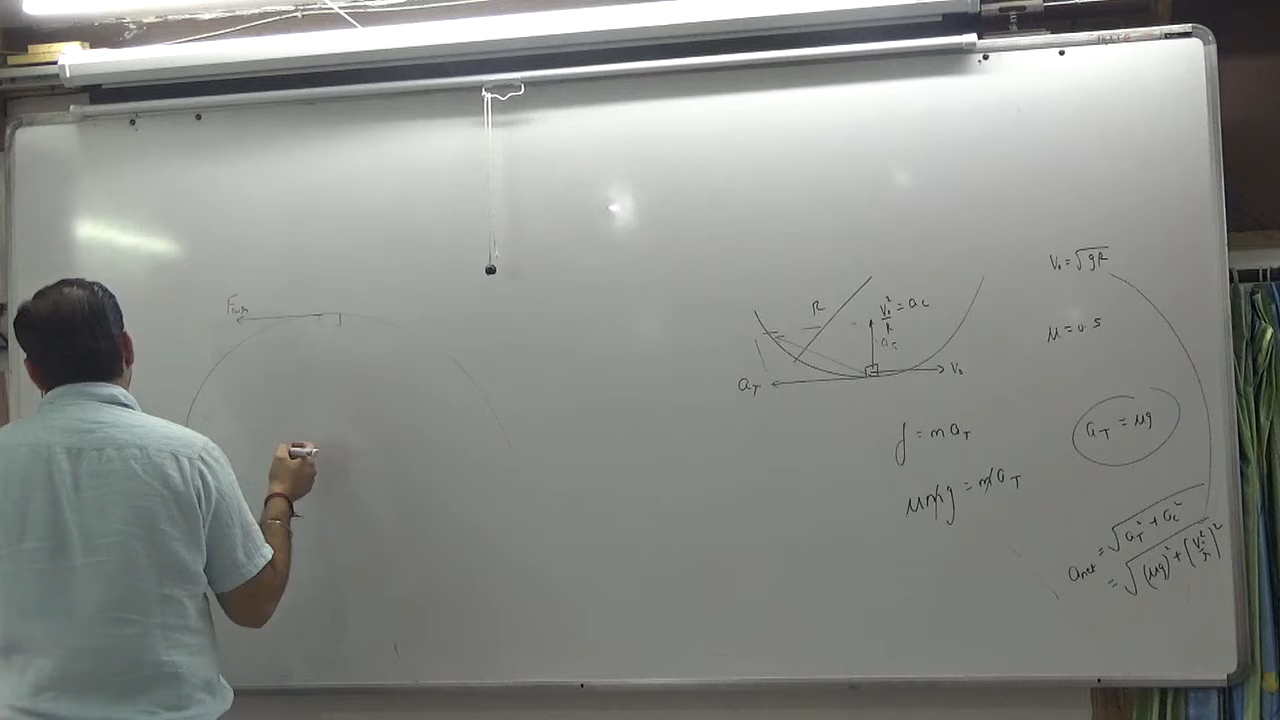 R
V₀²/R = a_c
a_c
V₀
a_T
f = m a_T
μmg = m a_T
V₀ = √gR
μ = 0.5
a_T = μg
a_net = √a_T² + a_c²
= √(μg)² + (V₀²/R)²